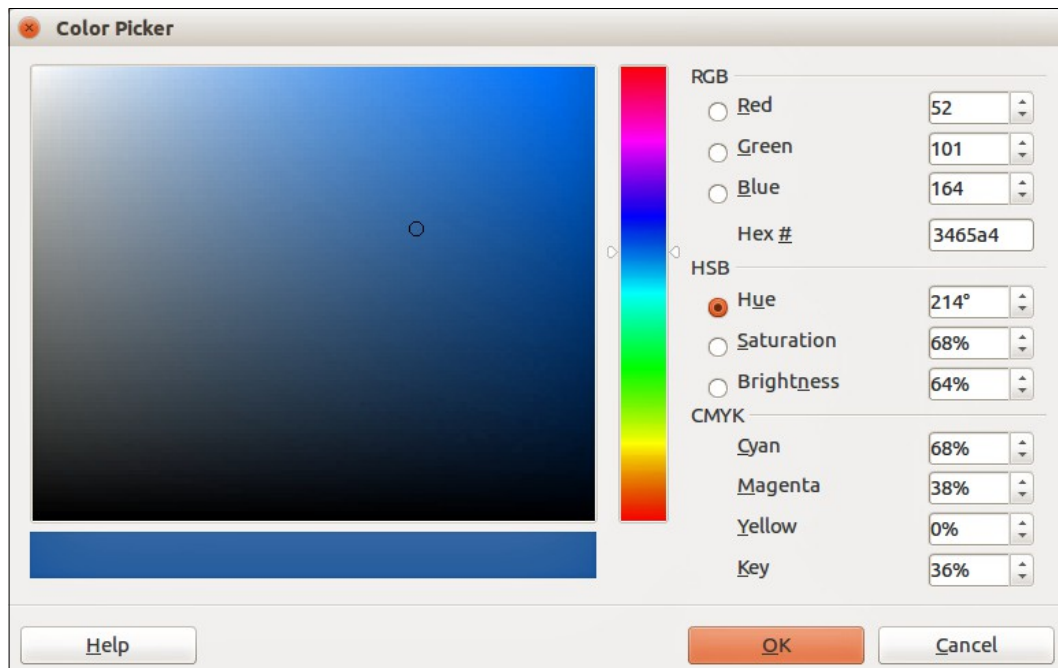 Color Picker
RGB
Red 52
Green 101
Blue 164
Hex # 3465a4
HSB
Hue 214°
Saturation 68%
Brightness 64%
CMYK
Cyan 68%
Magenta 38%
Yellow 0%
Key 36%
Help OK Cancel